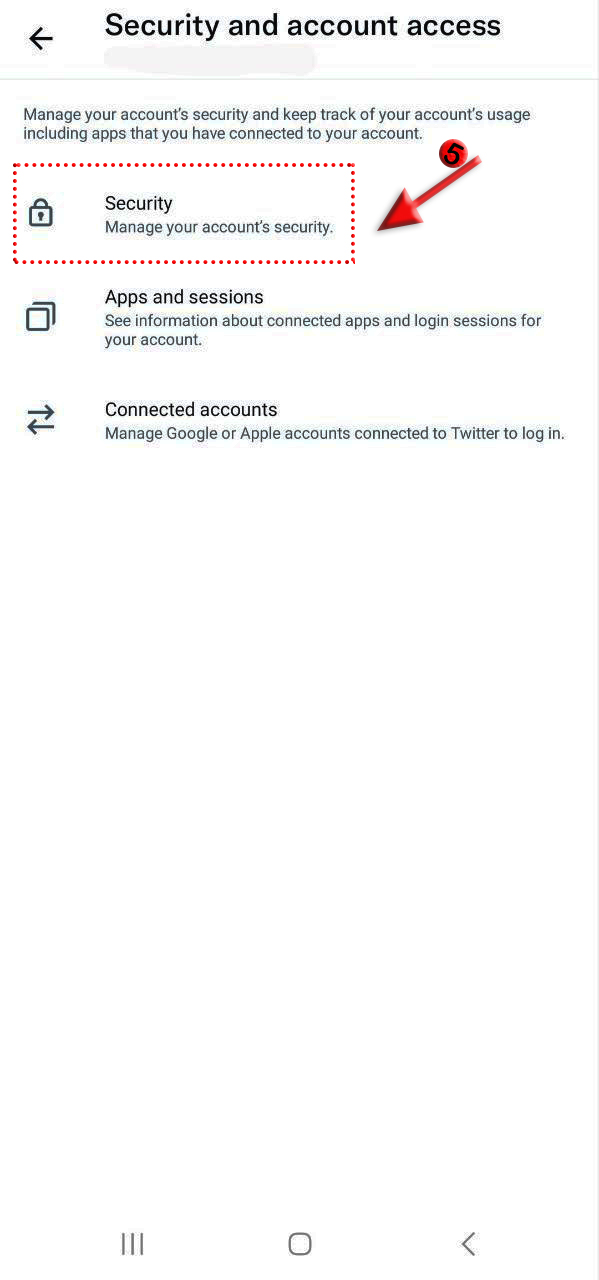 Security and account access
Manage your account's security and keep track of your account's usage
including apps that you have connected to your account.
5
Security
Manage your account's security.
Apps and sessions
See information about connected apps and login sessions for
your account.
Connected accounts
Manage Google or Apple accounts connected to Twitter to log in.